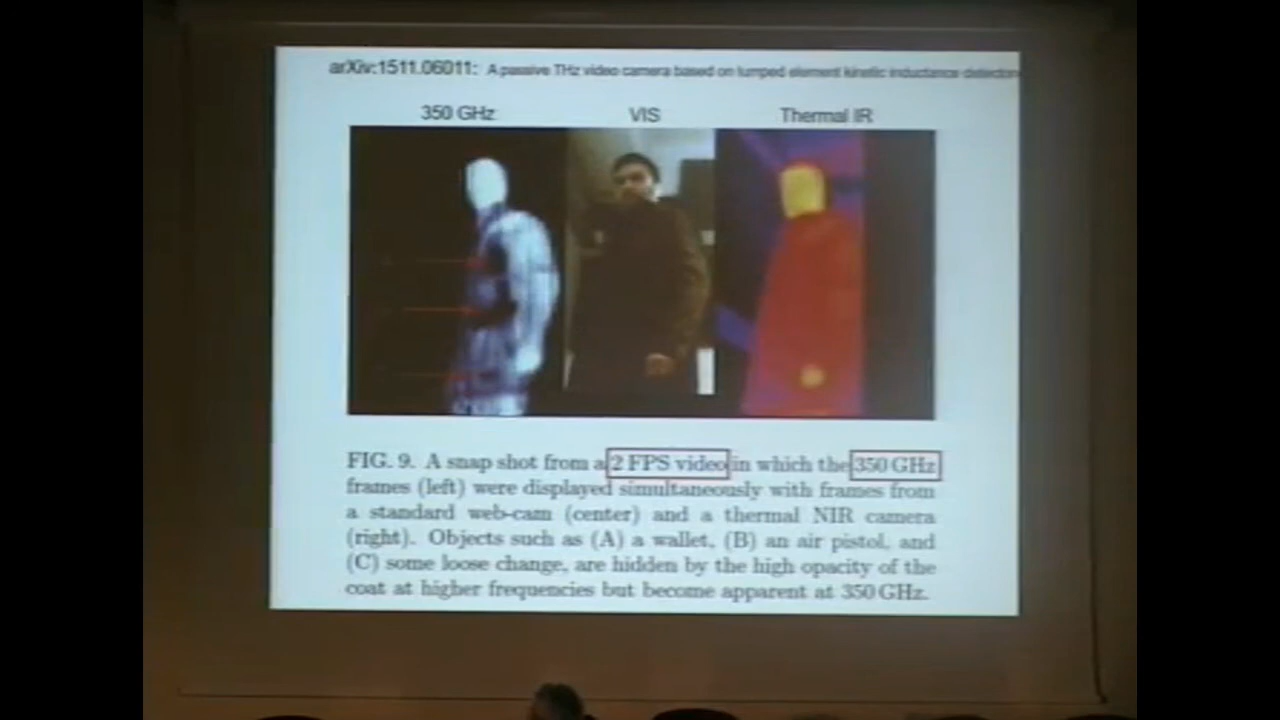 arXiv:1511.06011: A passive THz video camera based on lumped element kinetic inductance detector
350 GHz VIS Thermal IR
FIG. 9. A snap shot from a 2 FPS video in which the 350 GHz
frames (left) were displayed simultaneously with frames from
a standard web-cam (center) and a thermal NIR camera
(right). Objects such as (A) a wallet, (B) an air pistol, and
(C) some loose change, are hidden by the high opacity of the
coat at higher frequencies but become apparent at 350 GHz.